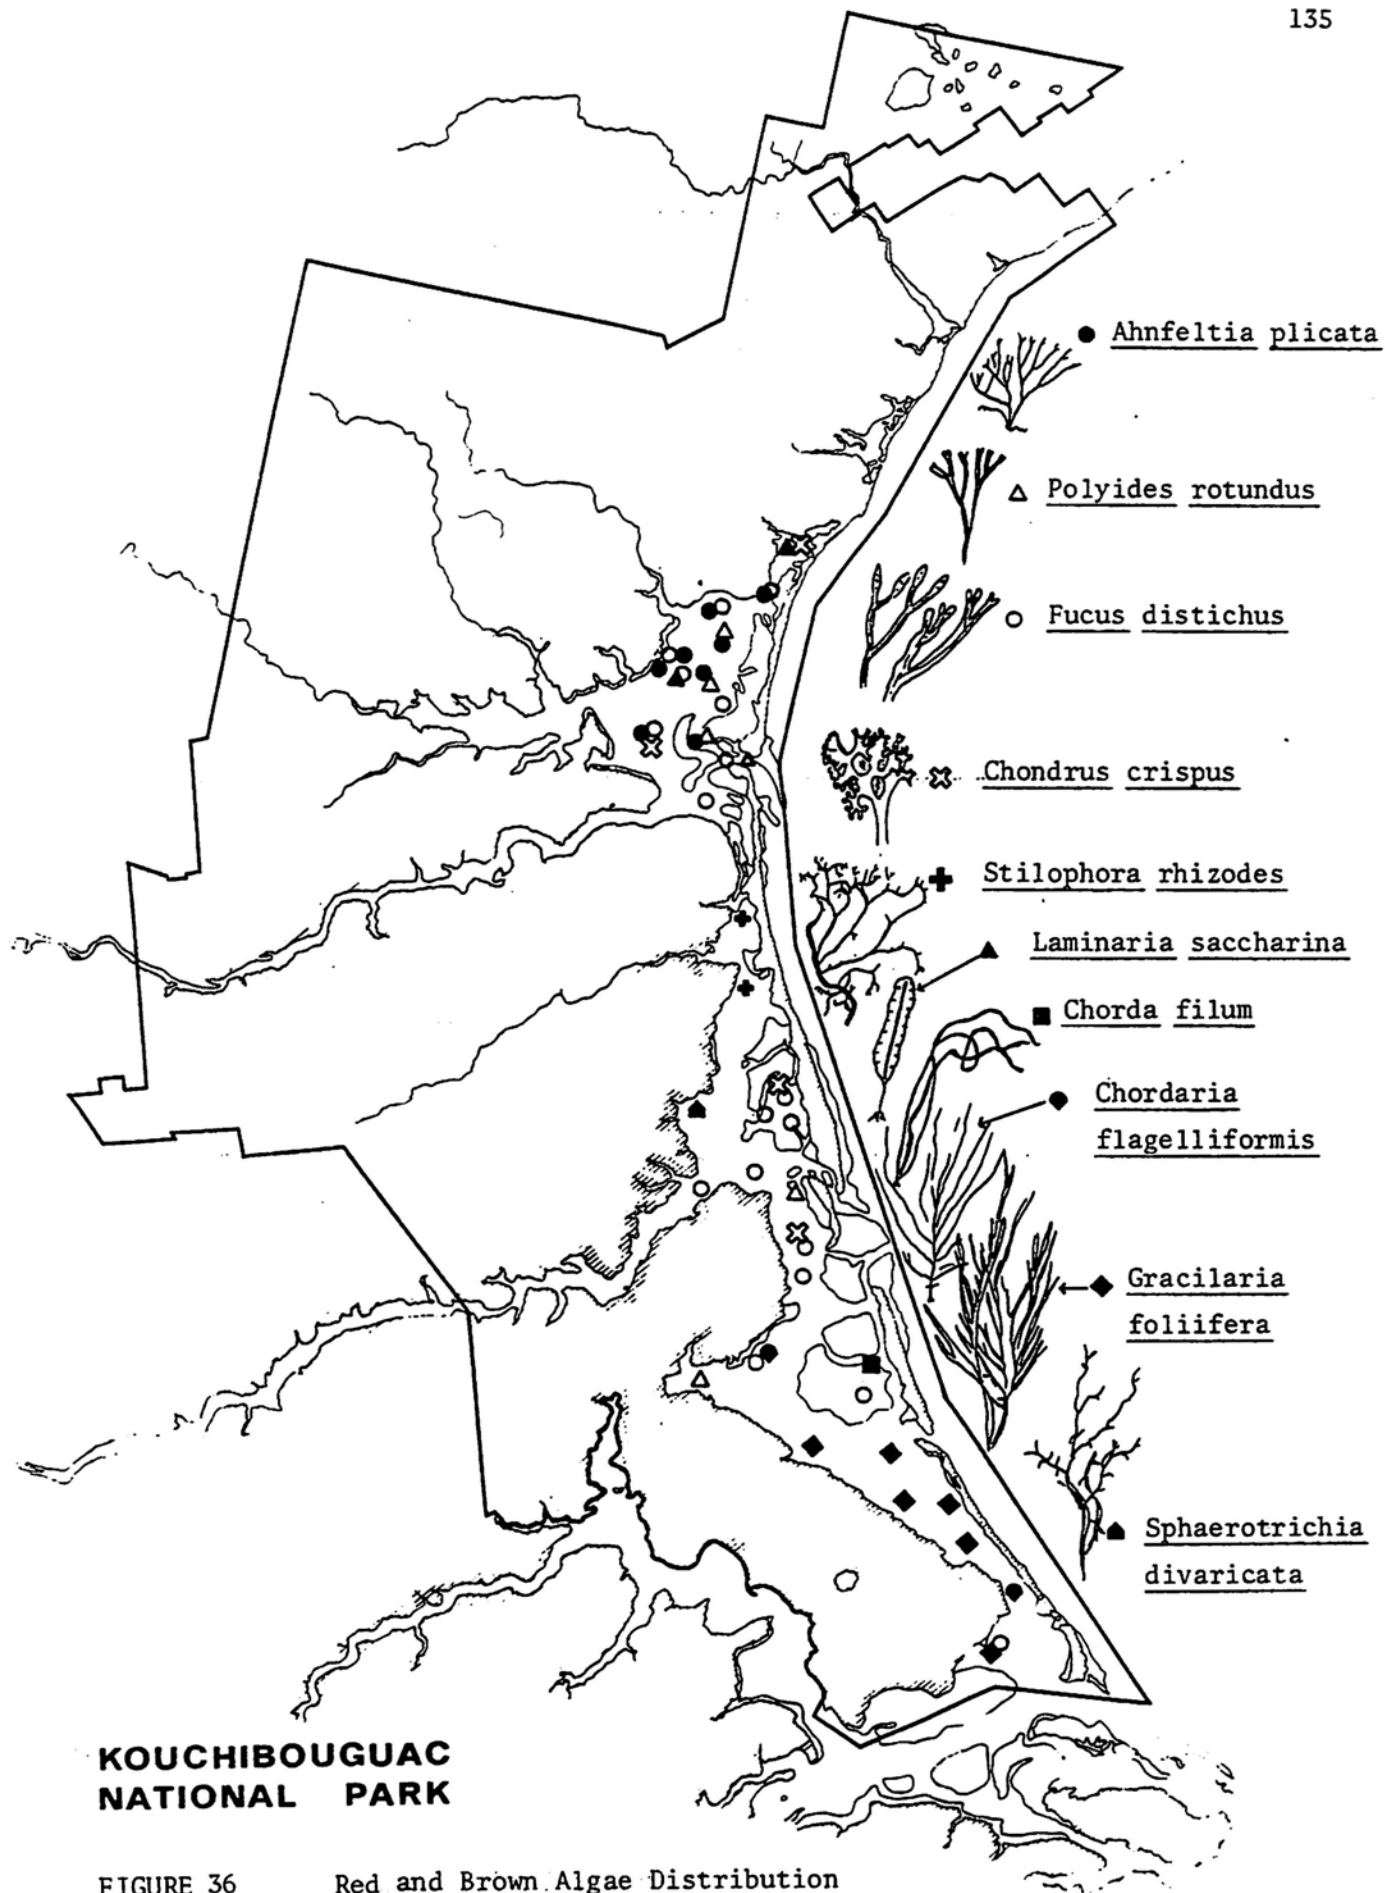 135
Ahnfeltia plicata
Polyides rotundus
Fucus distichus
Chondrus crispus
Stilophora rhizodes
Laminaria saccharina
Chorda filum
Chordaria
flagelliformis
Gracilaria
foliifera
Sphaerotrichia
divaricata
KOUCHIBOUGUAC
NATIONAL PARK
FIGURE 36 Red and Brown Algae Distribution